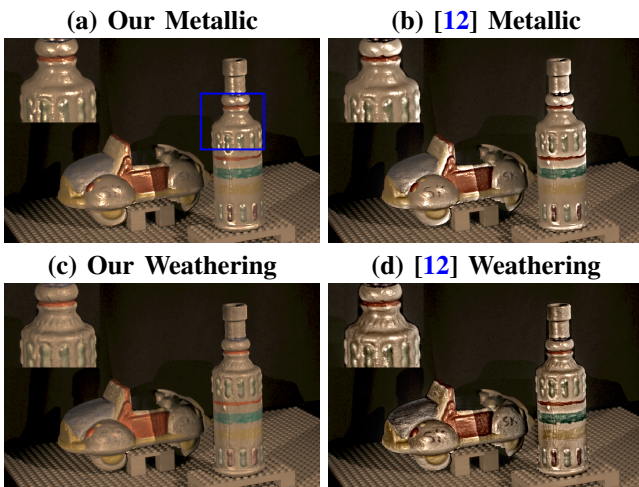 (a) Our Metallic
(b) [12] Metallic
(c) Our Weathering
(d) [12] Weathering